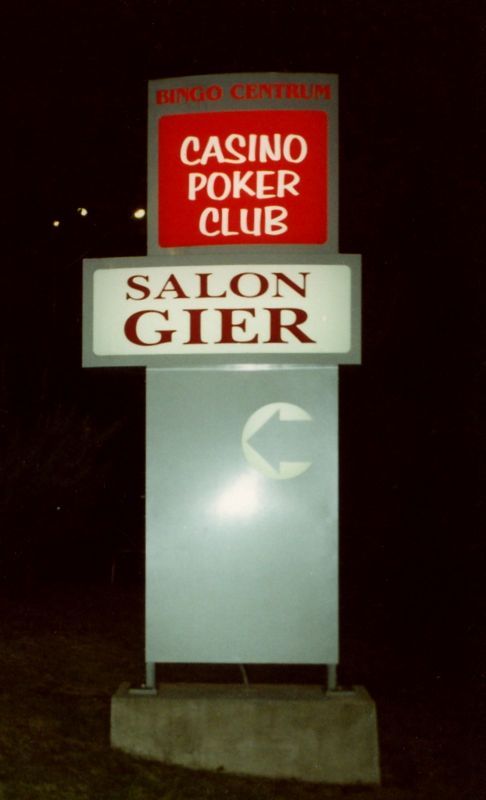 BINGO CENTRUM
CASINO
POKER
CLUB
SALON
GIER